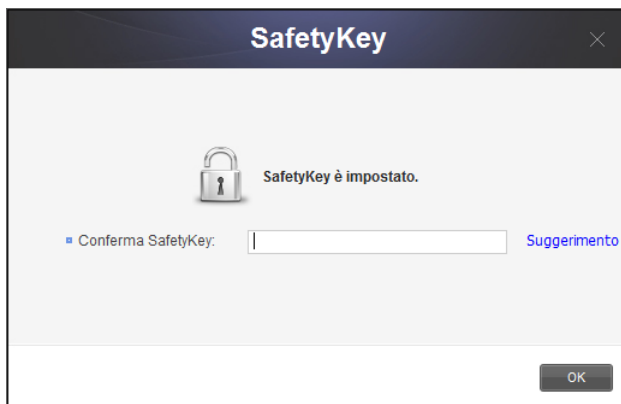 SafetyKey
SafetyKey è impostato.
Conferma SafetyKey: Suggerimento
OK